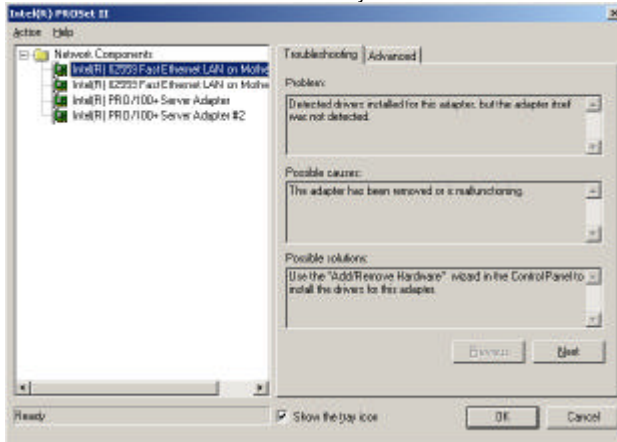 Intel(R) PROSet II
Action Help
Network Components
Intel(R) 82559 Fast Ethernet LAN on Mothe
Intel(R) 82559 Fast Ethernet LAN on Mothe
Intel(R) PRO/100+ Server Adapter
Intel(R) PRO/100+ Server Adapter #2
Troubleshooting Advanced
Problem:
Detected drivers installed for this adapter, but the adapter itself
was not detected.
Possible causes:
The adapter has been removed or is malfunctioning.
Possible solutions:
Use the "Add/Remove Hardware" wizard in the Control Panel to
install the drivers for this adapter.
Next
Ready
Show the tray icon
OK
Cancel